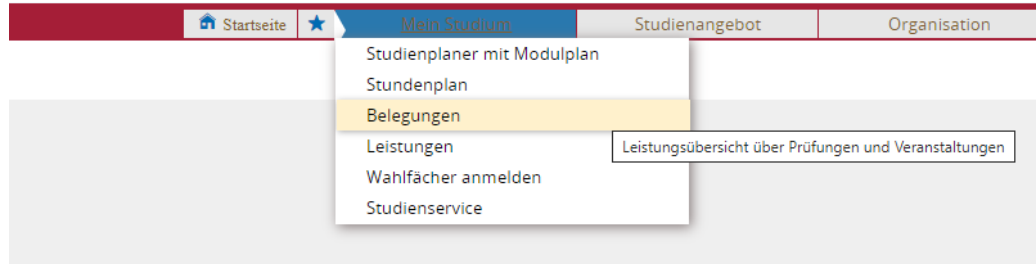 Startseite Mein Studium Studienangebot Organisation
Studienplaner mit Modulplan
Stundenplan
Belegungen
Leistungen
Leistungsübersicht über Prüfungen und Veranstaltungen
Wahlfächer anmelden
Studienservice